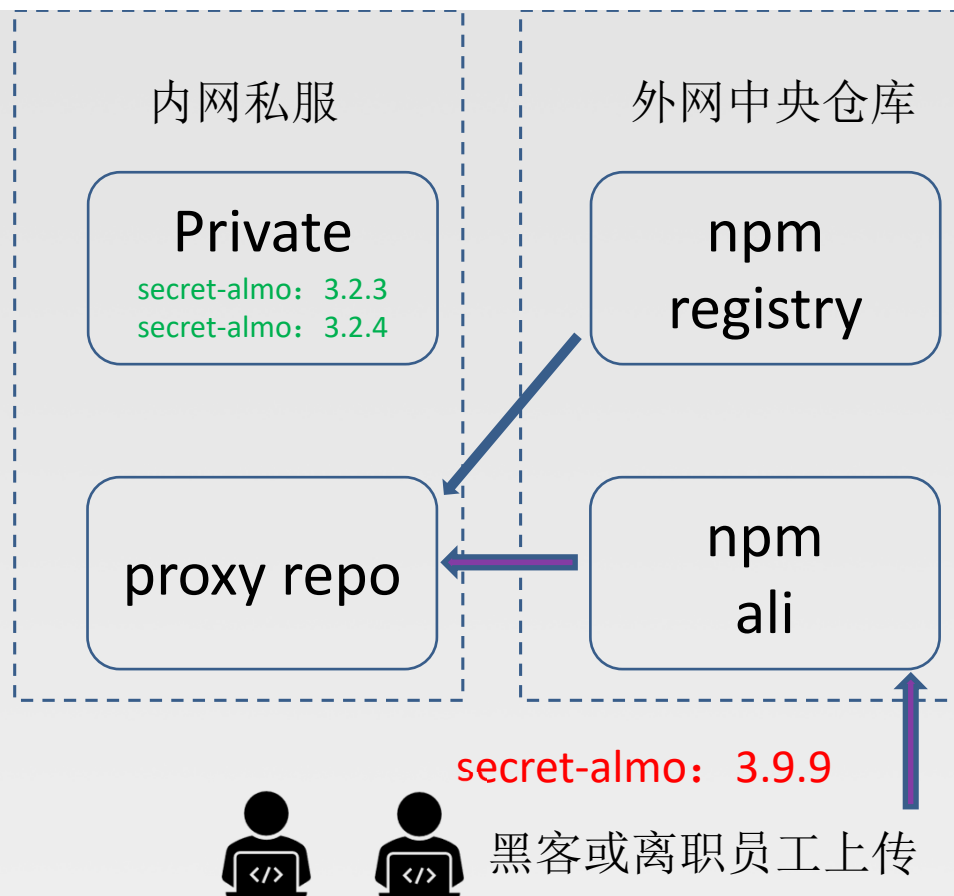 内网私服
外网中央仓库
Private
secret-almo：3.2.3
secret-almo：3.2.4
npm
registry
proxy repo
npm
ali
secret-almo：3.9.9
黑客或离职员工上传
</>
</>